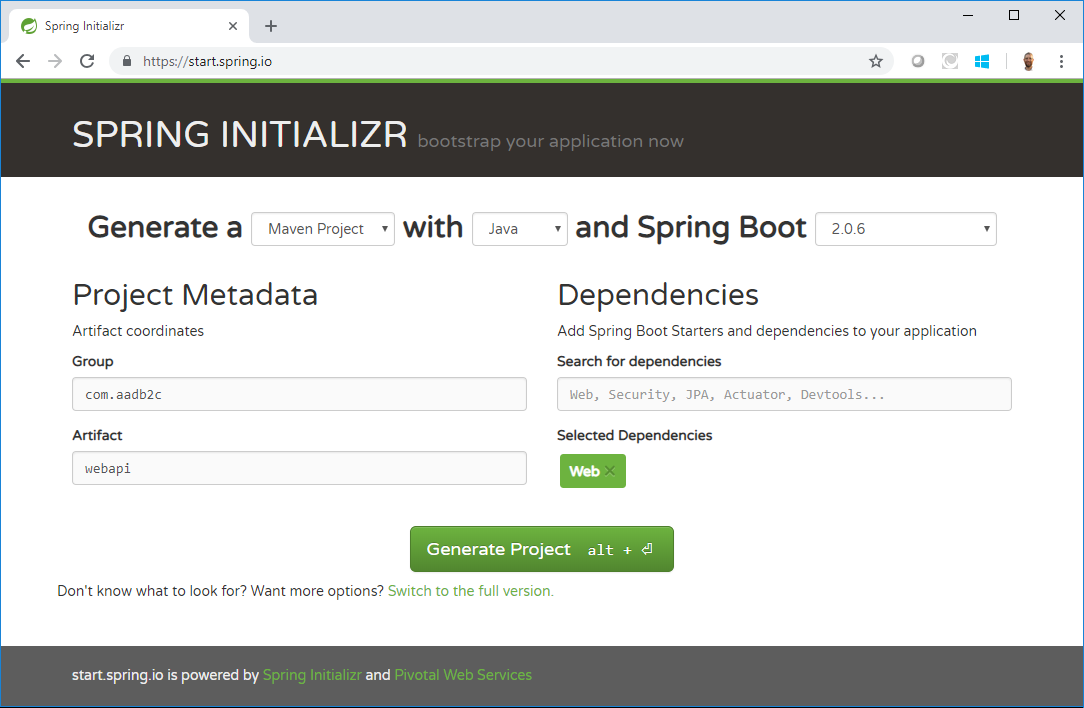 Spring Initializr
https://start.spring.io
SPRING INITIALIZR bootstrap your application now
Generate a Maven Project with Java and Spring Boot 2.0.6
Project Metadata
Artifact coordinates
Group
com.aadb2c
Artifact
webapi
Dependencies
Add Spring Boot Starters and dependencies to your application
Search for dependencies
Web, Security, JPA, Actuator, Devtools...
Selected Dependencies
Web
Generate Project alt + ⏎
Don't know what to look for? Want more options? Switch to the full version.
start.spring.io is powered by Spring Initializr and Pivotal Web Services